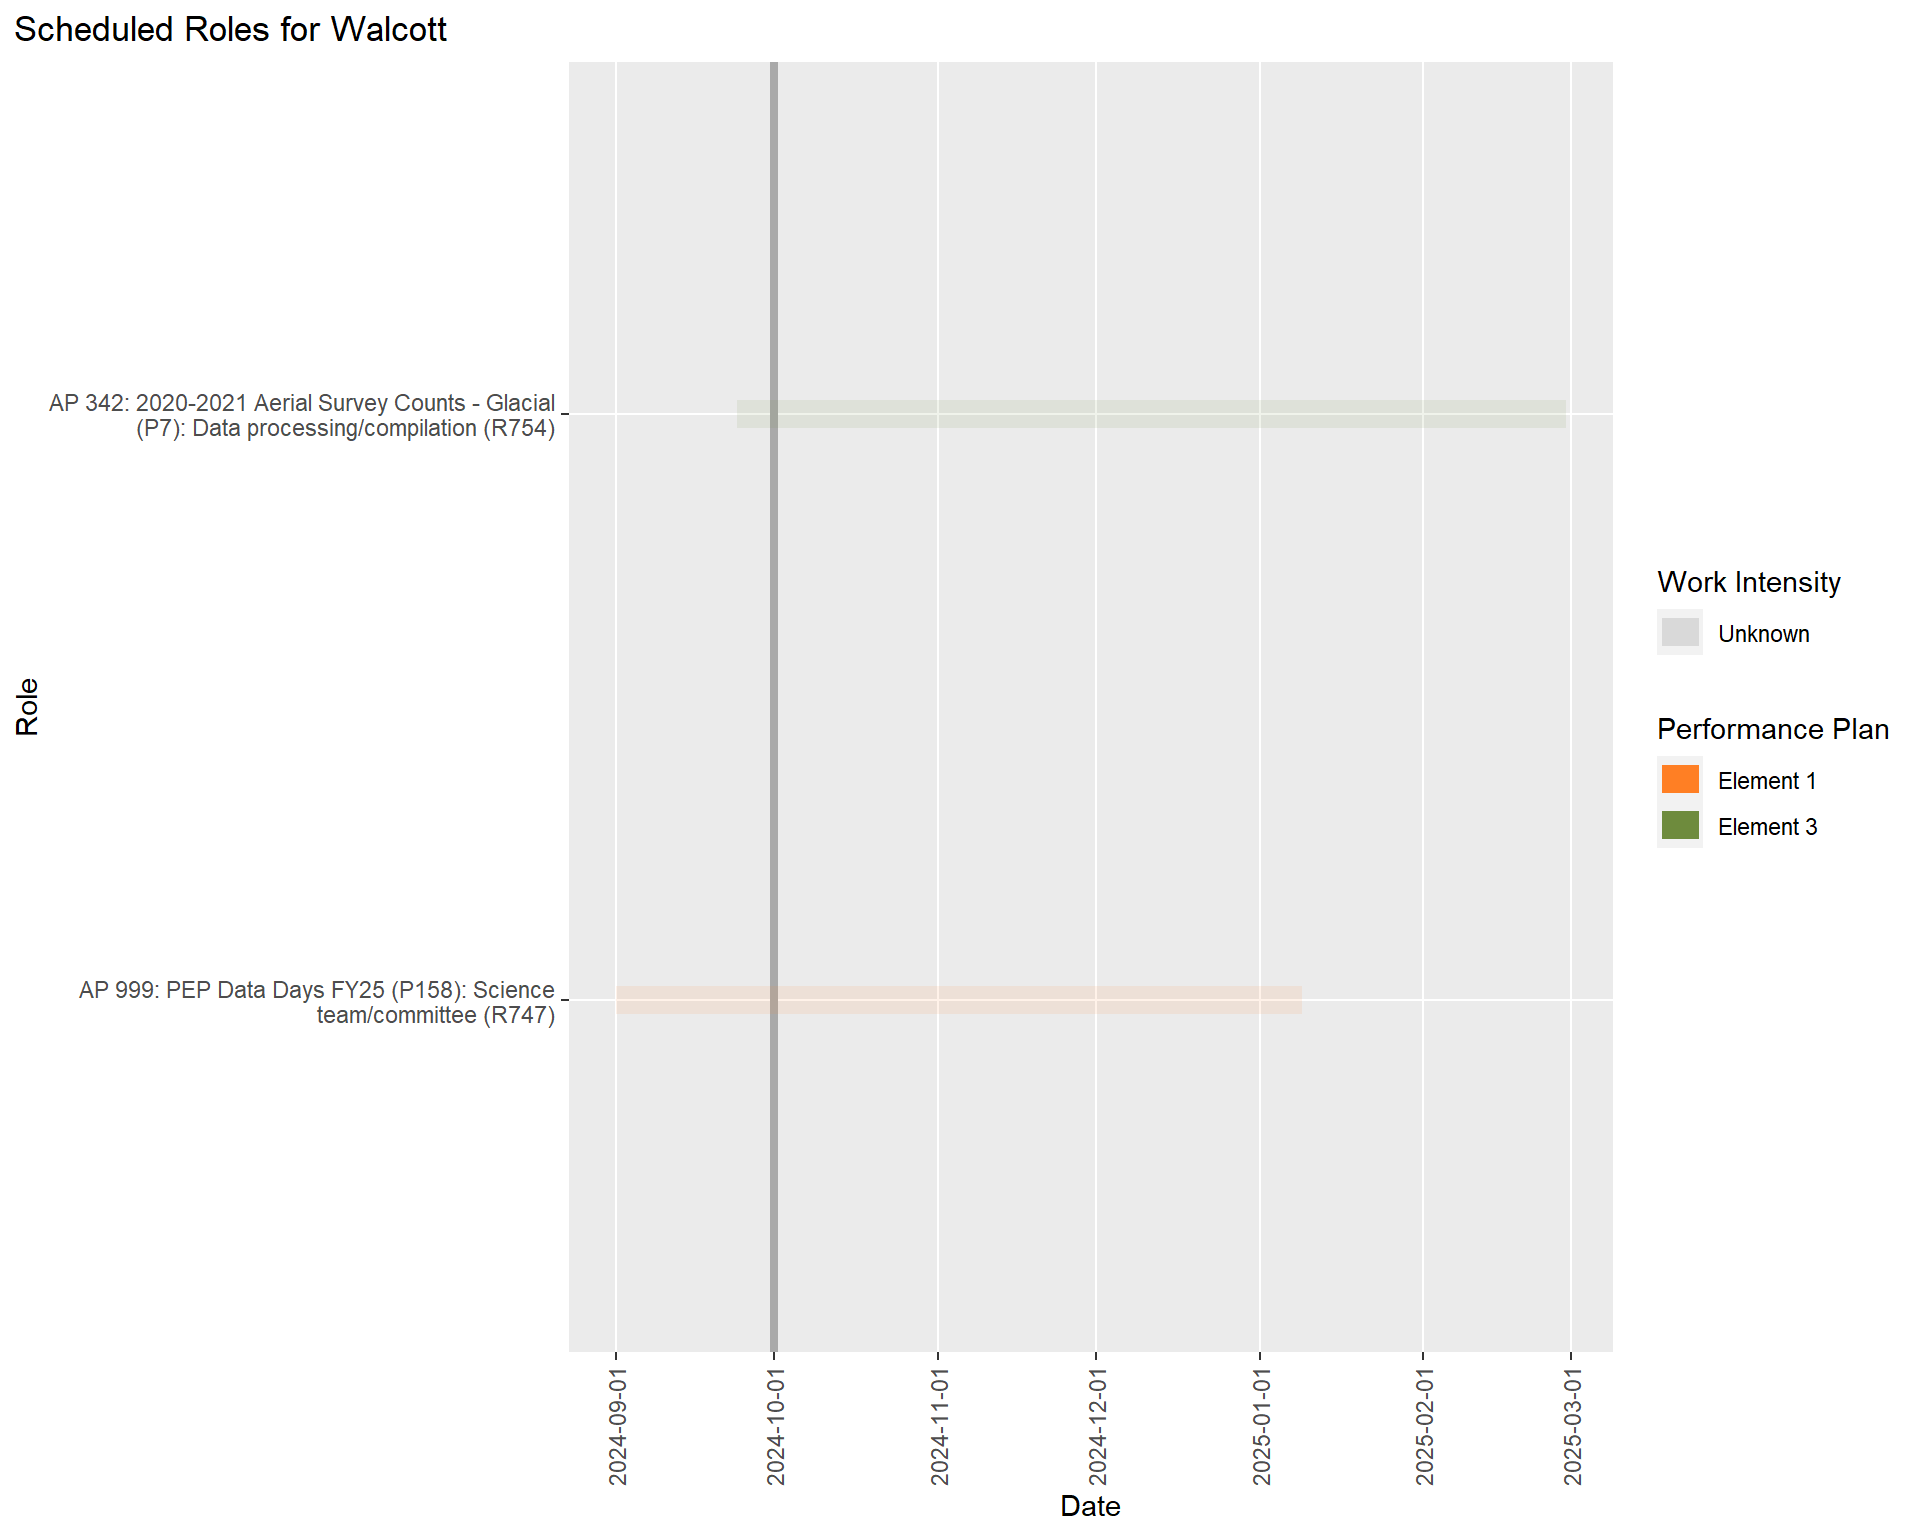 Scheduled Roles for Walcott
AP 342: 2020-2021 Aerial Survey Counts - Glacial
(P7): Data processing/compilation (R754)
AP 999: PEP Data Days FY25 (P158): Science
team/committee (R747)
Role
2024-09-01
2024-10-01
2024-11-01
2024-12-01
2025-01-01
2025-02-01
2025-03-01
Date
Work Intensity
Unknown
Performance Plan
Element 1
Element 3